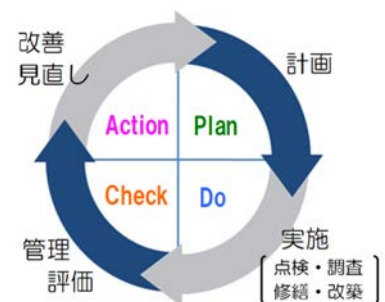 改善
見直し
計画
Action
Plan
Check
Do
管理
評価
実施
点検・調査
修繕・改築